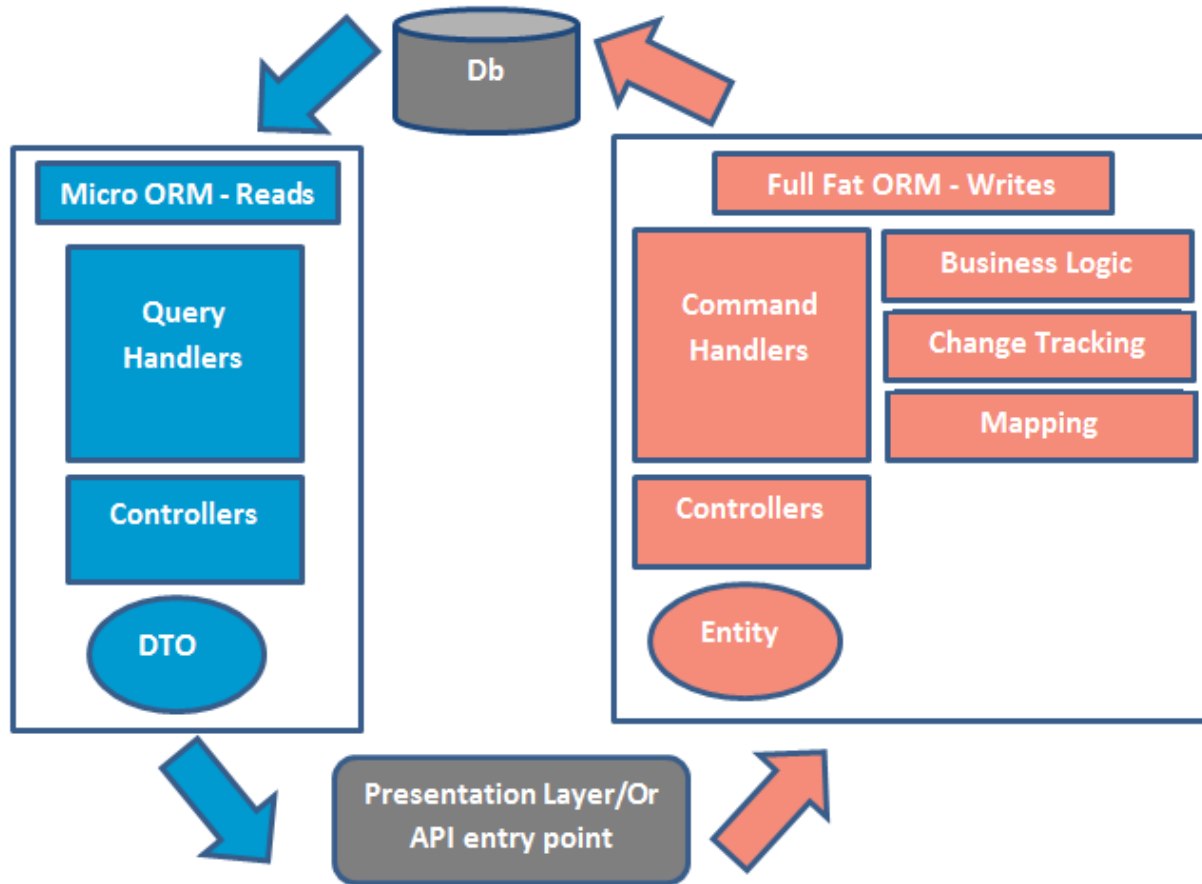 Db
Micro ORM - Reads
Query
Handlers
Controllers
DTO
Full Fat ORM - Writes
Command
Handlers
Business Logic
Change Tracking
Mapping
Controllers
Entity
Presentation Layer/Or
API entry point